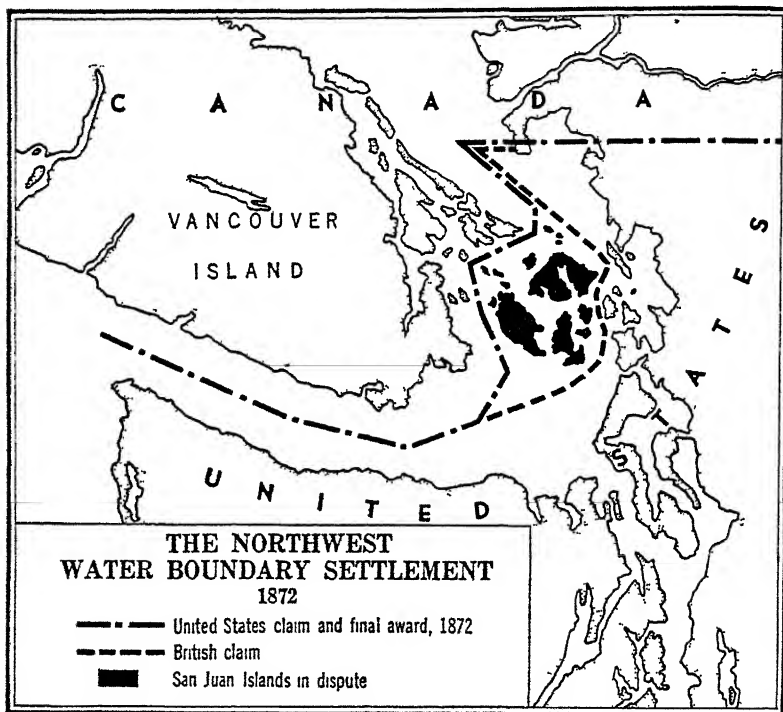 C A N A D A
VANCOUVER
ISLAND
UNITED STATES
THE NORTHWEST
WATER BOUNDARY SETTLEMENT
1872
United States claim and final award, 1872
British claim
San Juan Islands in dispute